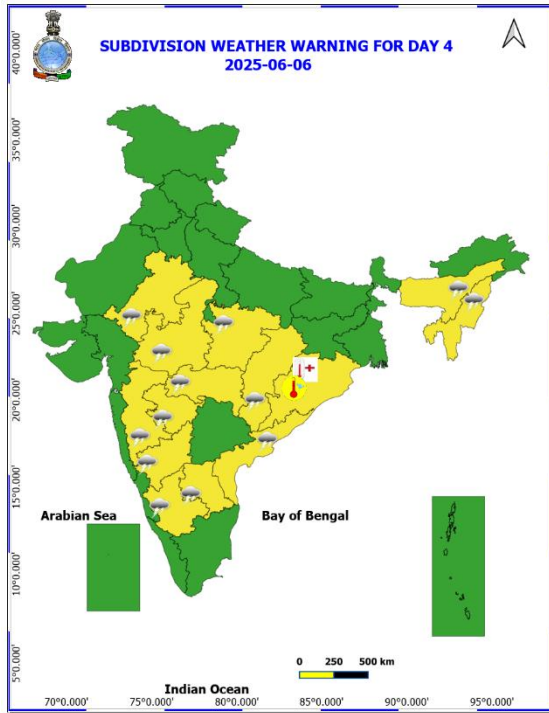 SUBDIVISION WEATHER WARNING FOR DAY 4
2025-06-06
40°0.000'
35°0.000'
30°0.000'
25°0.000'
20°0.000'
15°0.000'
10°0.000'
5°0.000'
Arabian Sea
Bay of Bengal
0 250 500 km
Indian Ocean
70°0.000' 75°0.000' 80°0.000' 85°0.000' 90°0.000' 95°0.000'